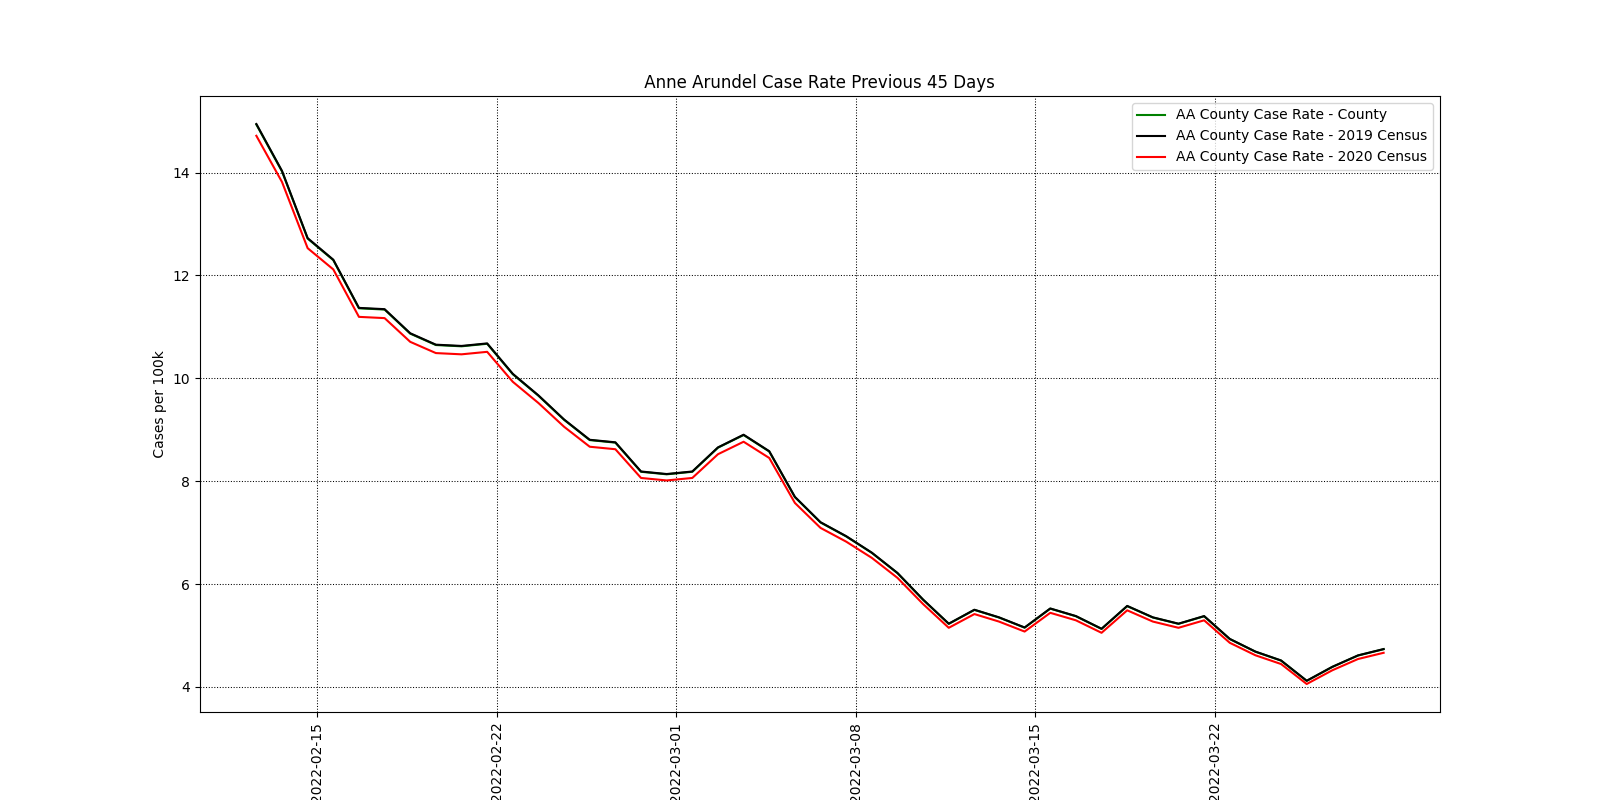 Anne Arundel Case Rate Previous 45 Days
AA County Case Rate - County
AA County Case Rate - 2019 Census
AA County Case Rate - 2020 Census
Cases per 100k
14
12
10
8
6
4
2022-02-15
2022-02-22
2022-03-01
2022-03-08
2022-03-15
2022-03-22